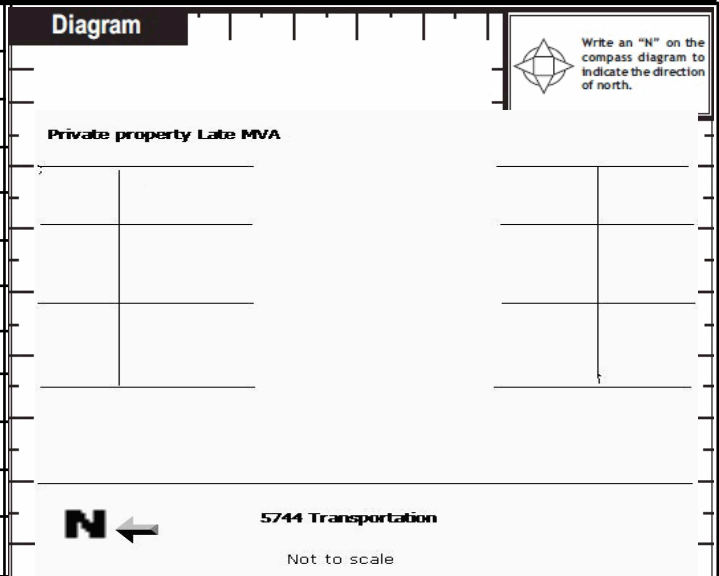 Diagram
Write an "N" on the
compass diagram to
indicate the direction
of north.
Private property Late MVA
N
5744 Transportation
Not to scale